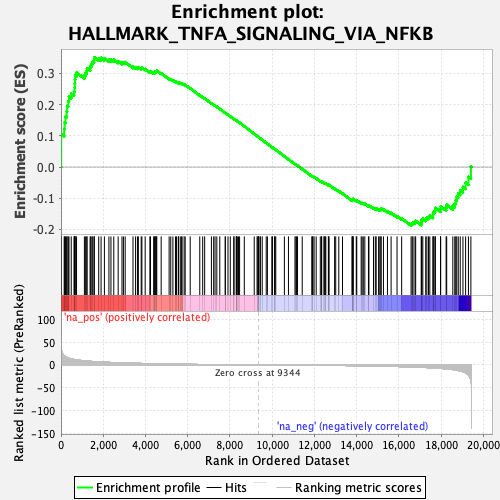 Enrichment plot:
HALLMARK_TNFA_SIGNALING_VIA_NFKB
Enrichment score (ES)
0.3
0.2
0.1
0.0
-0.1
-0.2
'na_pos' (positively correlated)
Ranked list metric (PreRanked)
100
50
0
-50
-100
-150
Zero cross at 9344
'na_neg' (negatively correlated)
0 2,000 4,000 6,000 8,000 10,000 12,000 14,000 16,000 18,000 20,000
Rank in Ordered Dataset
Enrichment profile Hits Ranking metric scores